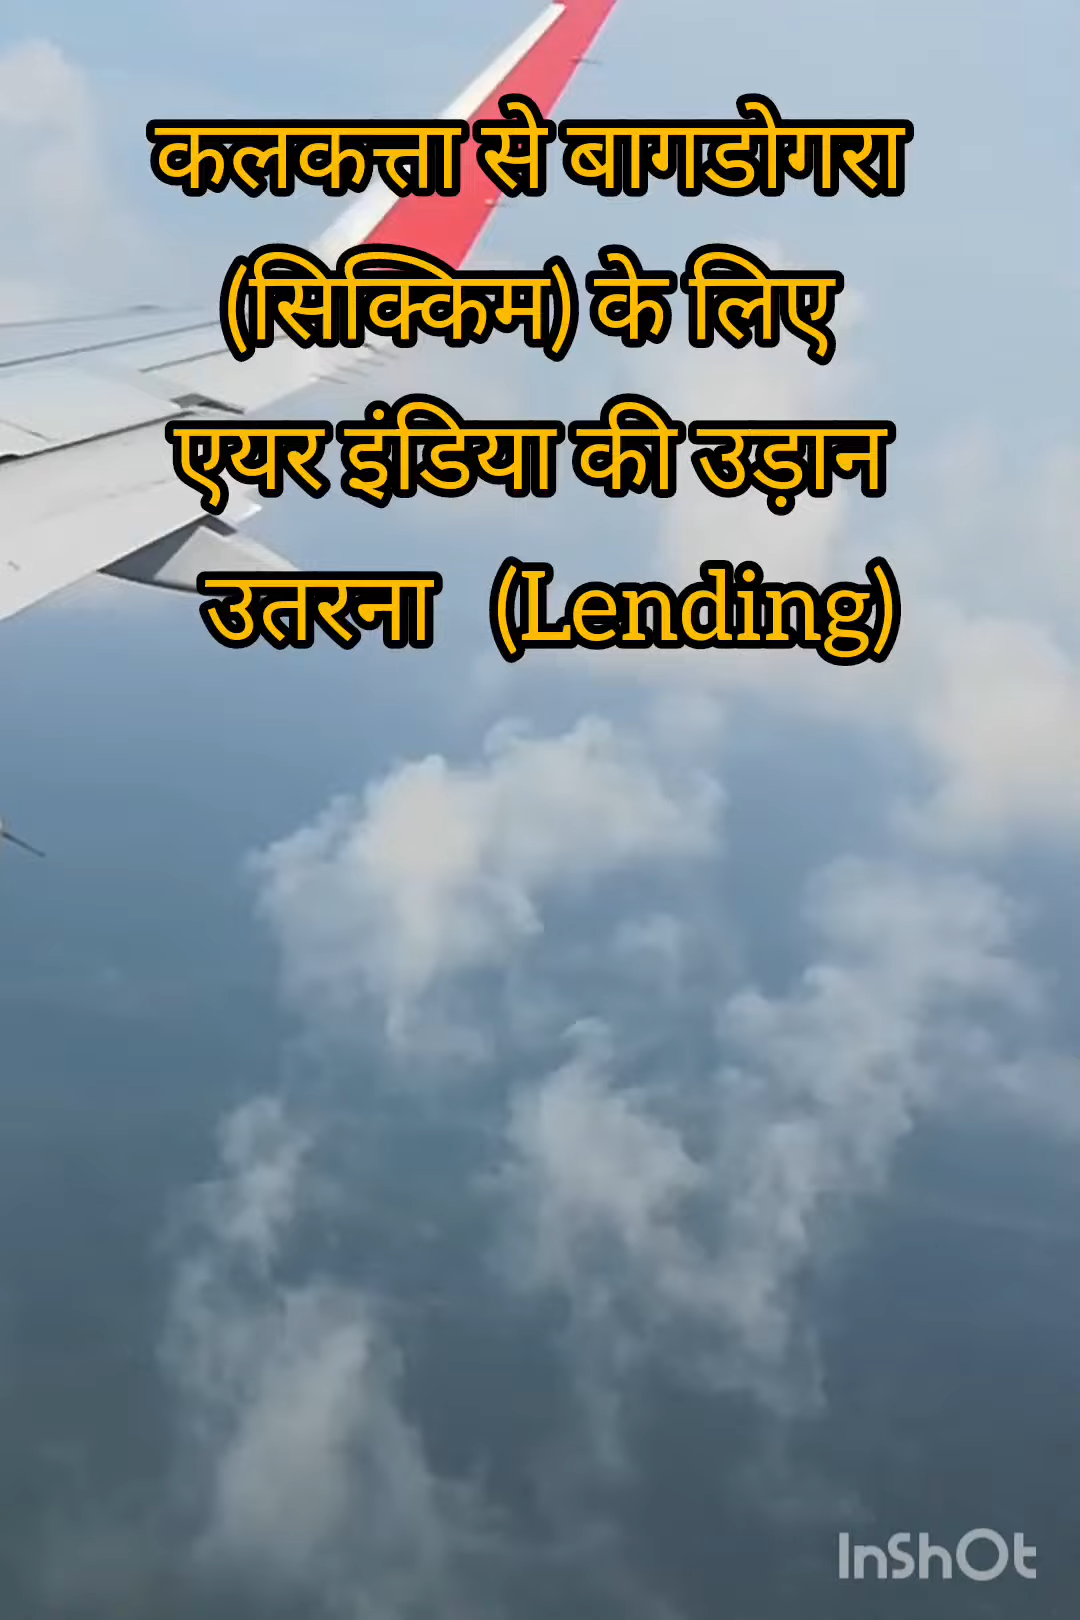 कलकत्ता से बागडोगरा
(सिक्किम) के लिए
एयर इंडिया की उड़ान
उतरना (Lending)
InShOt